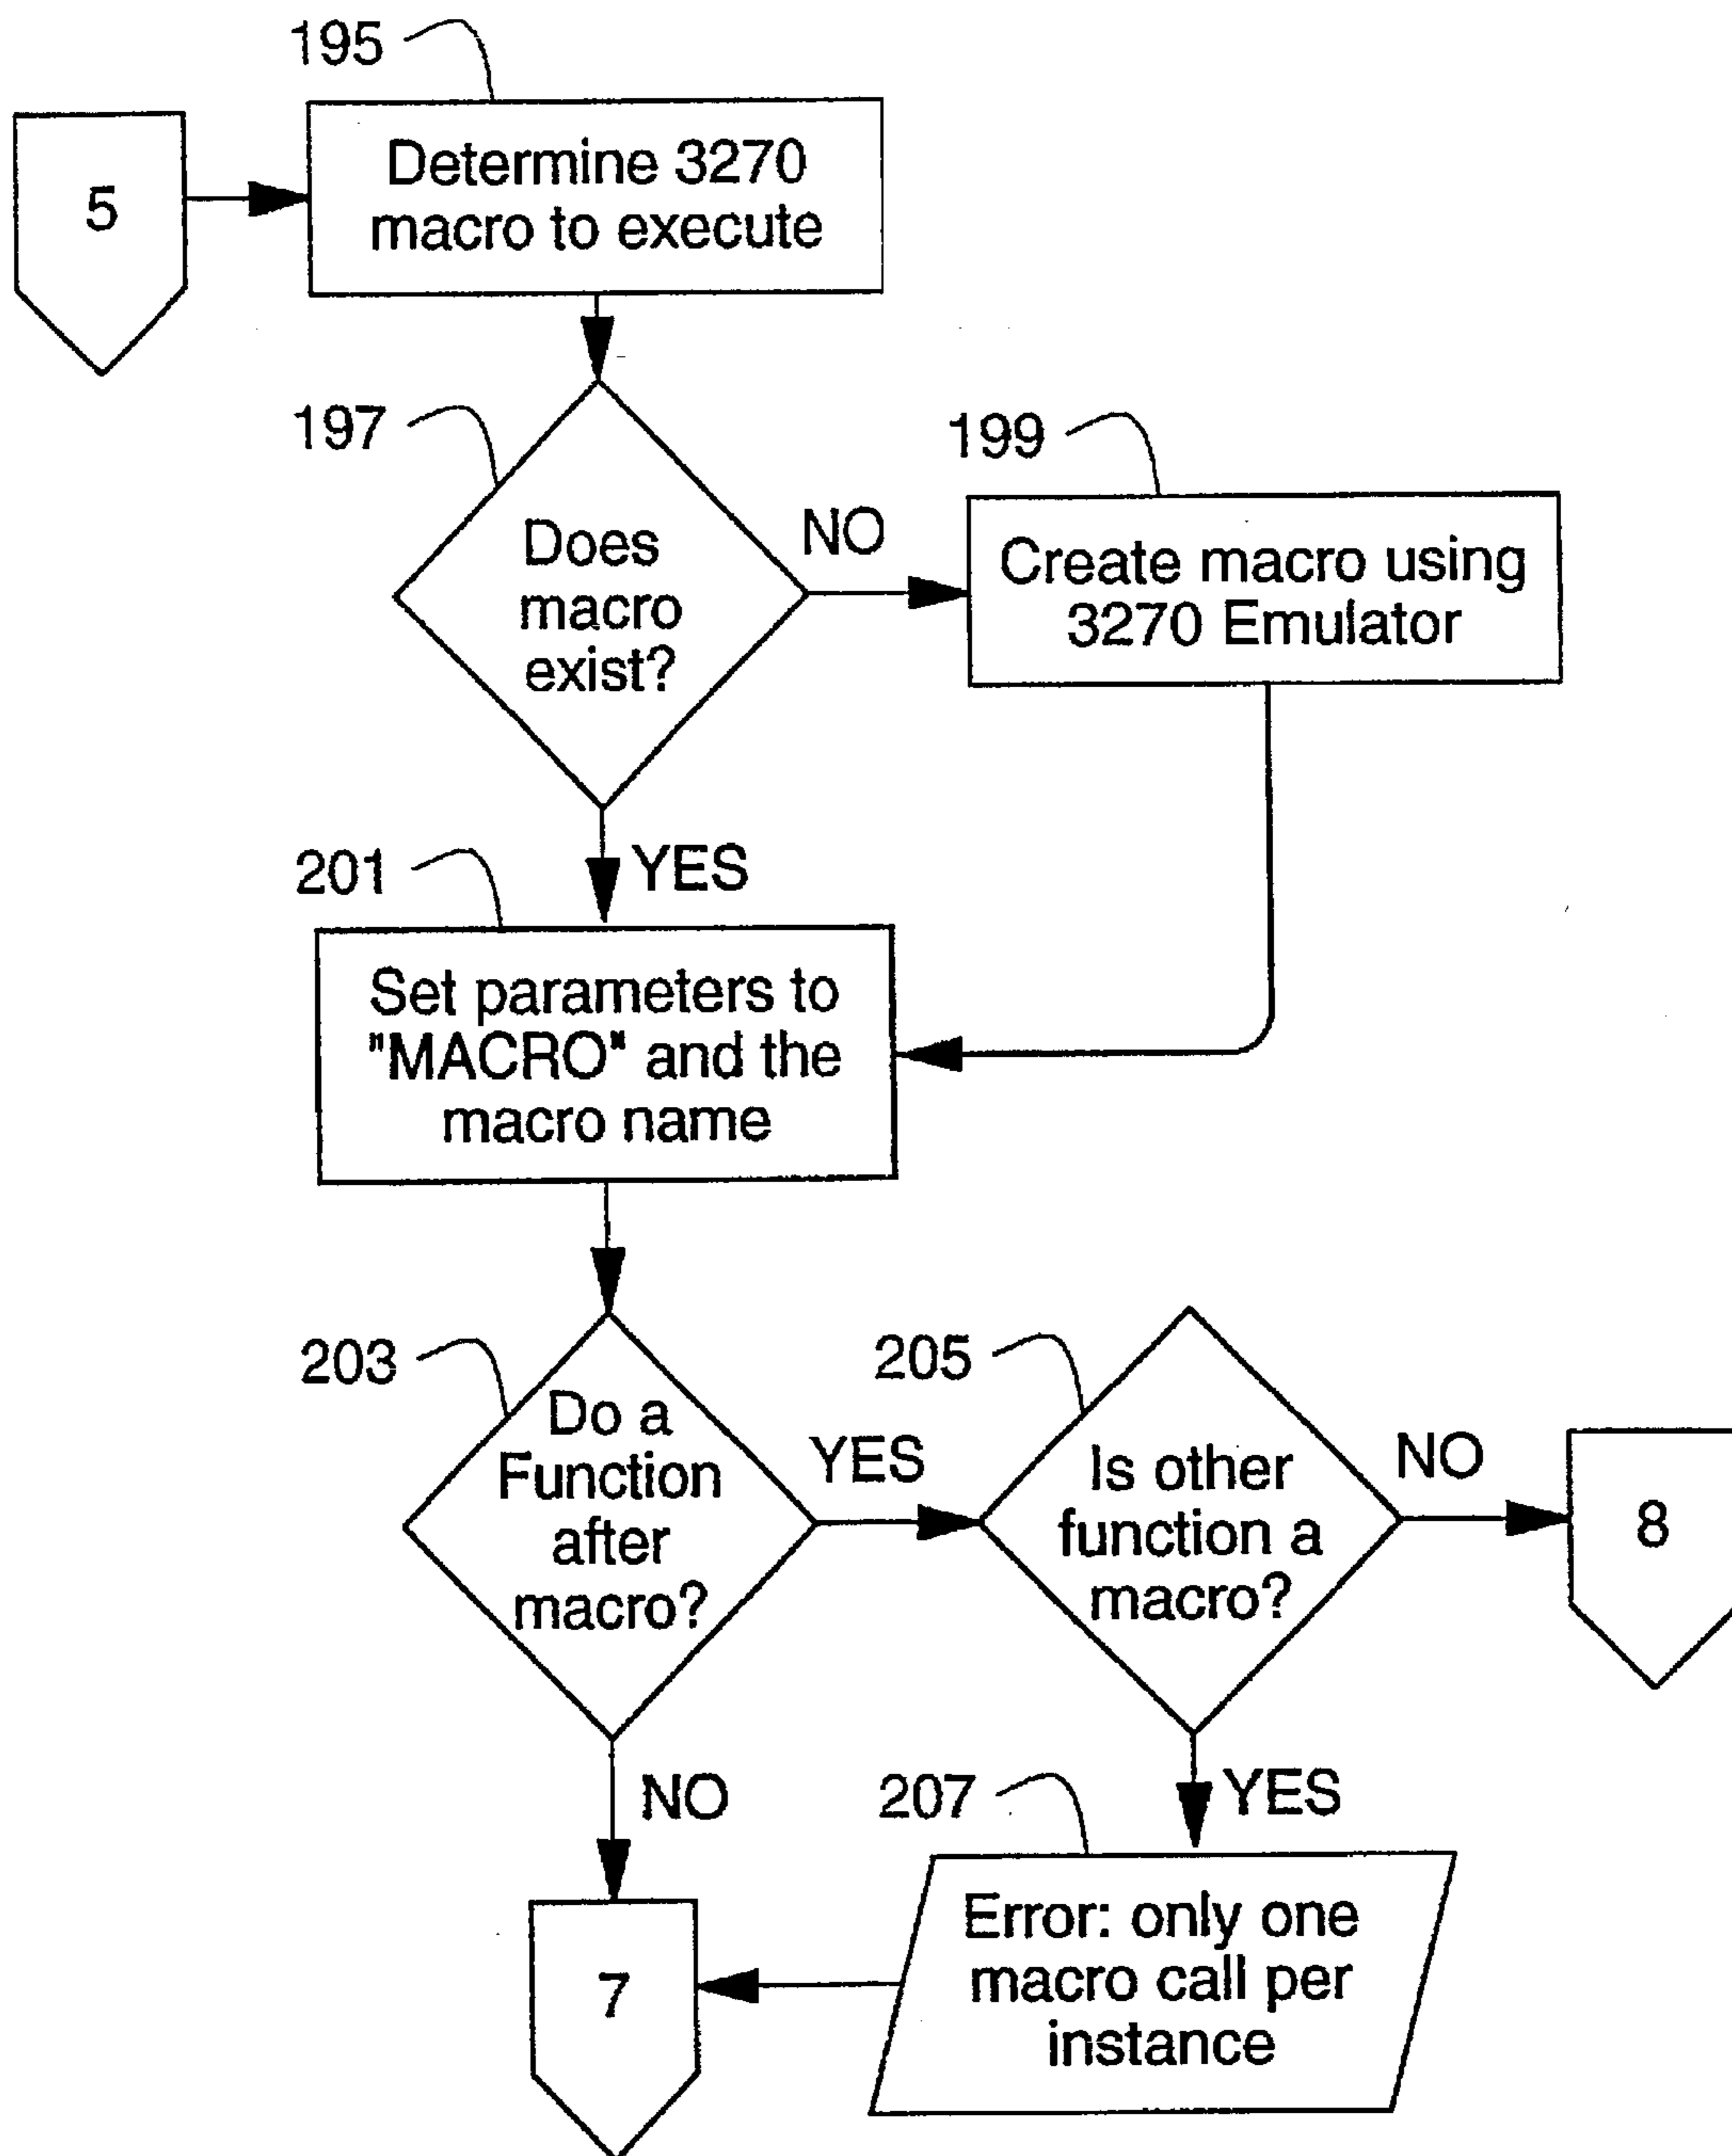 195
5
Determine 3270
macro to execute
197
Does
macro
exist?
NO
199
Create macro using
3270 Emulator
YES
201
Set parameters to
"MACRO" and the
macro name
203
Do a
Function
after
macro?
YES
205
Is other
function a
macro?
NO
8
NO
YES
207
Error: only one
macro call per
instance
7